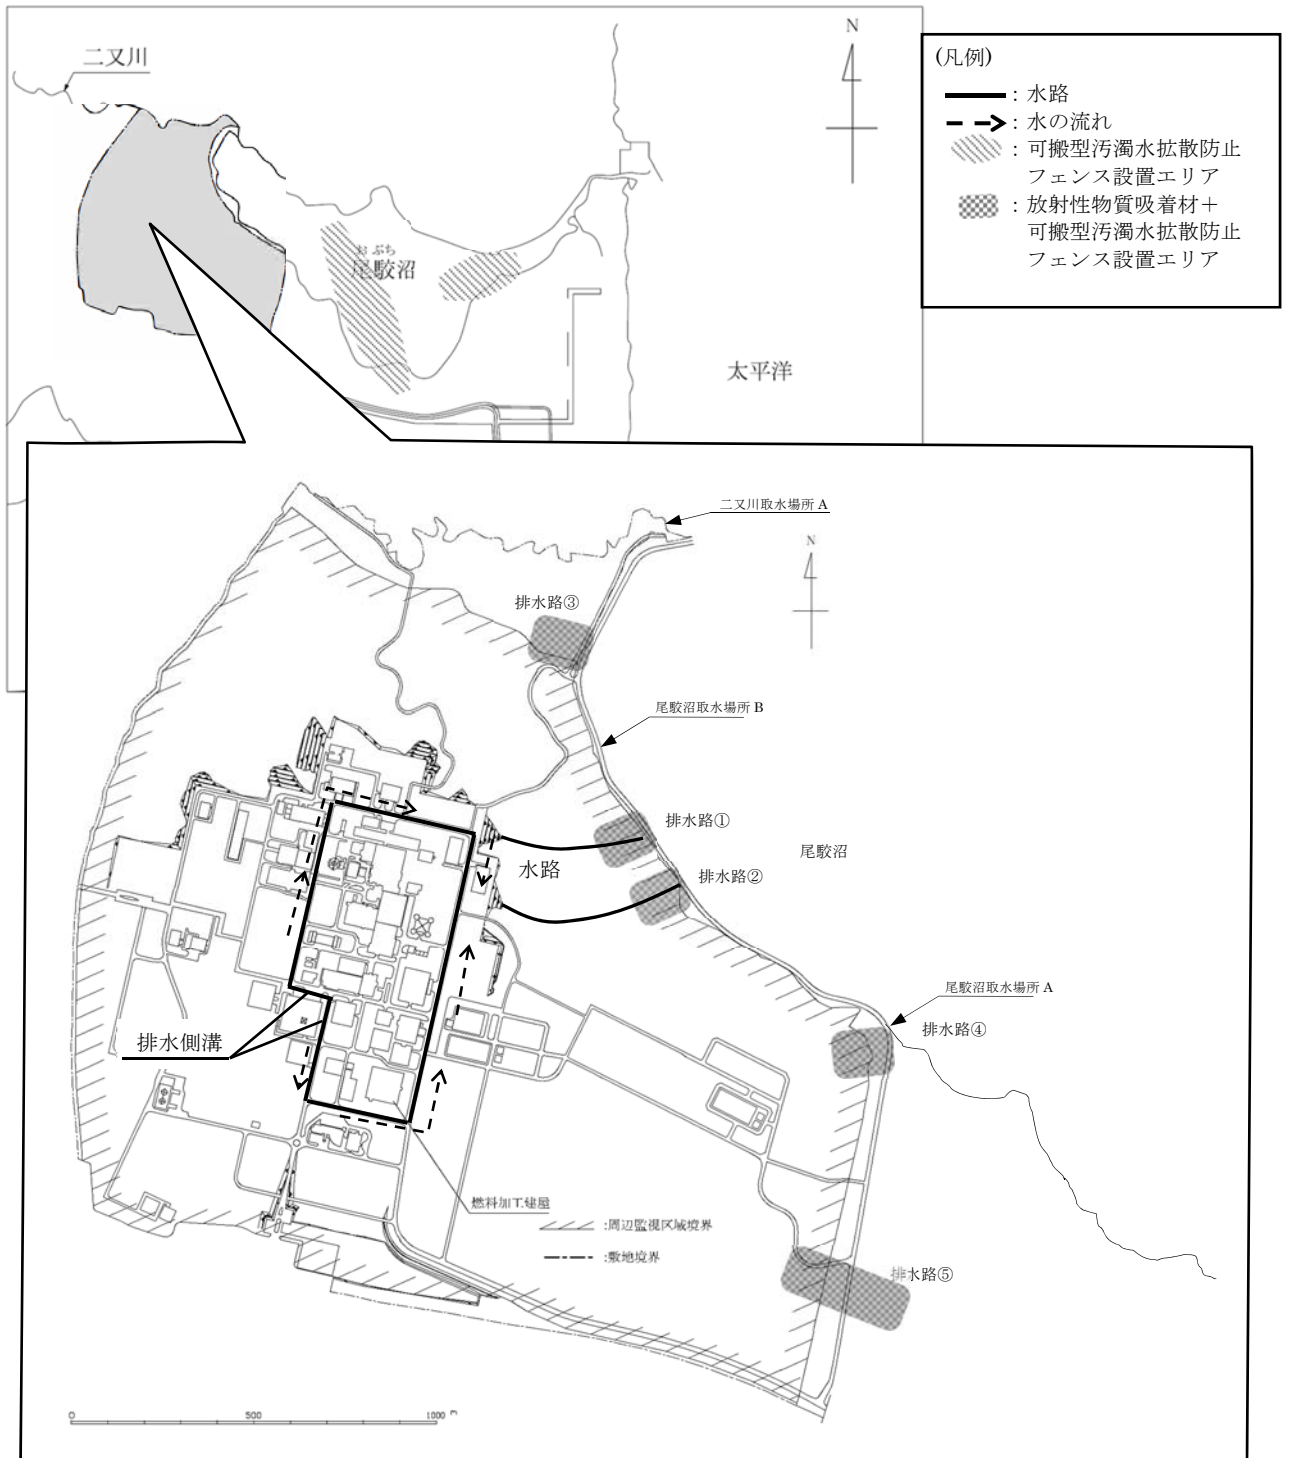 二又川
N
(凡例)
: 水路
: 水の流れ
: 可搬型汚濁水拡散防止
フェンス設置エリア
: 放射性物質吸着材＋
可搬型汚濁水拡散防止
フェンス設置エリア
おぶち
尾駮沼
太平洋
二又川取水場所 A
N
排水路③
尾駮沼取水場所 B
排水路①
尾駮沼
水路
排水路②
尾駮沼取水場所 A
排水路④
排水側溝
燃料加工建屋
:周辺監視区域境界
:敷地境界
排水路⑤
0 500 1000 m